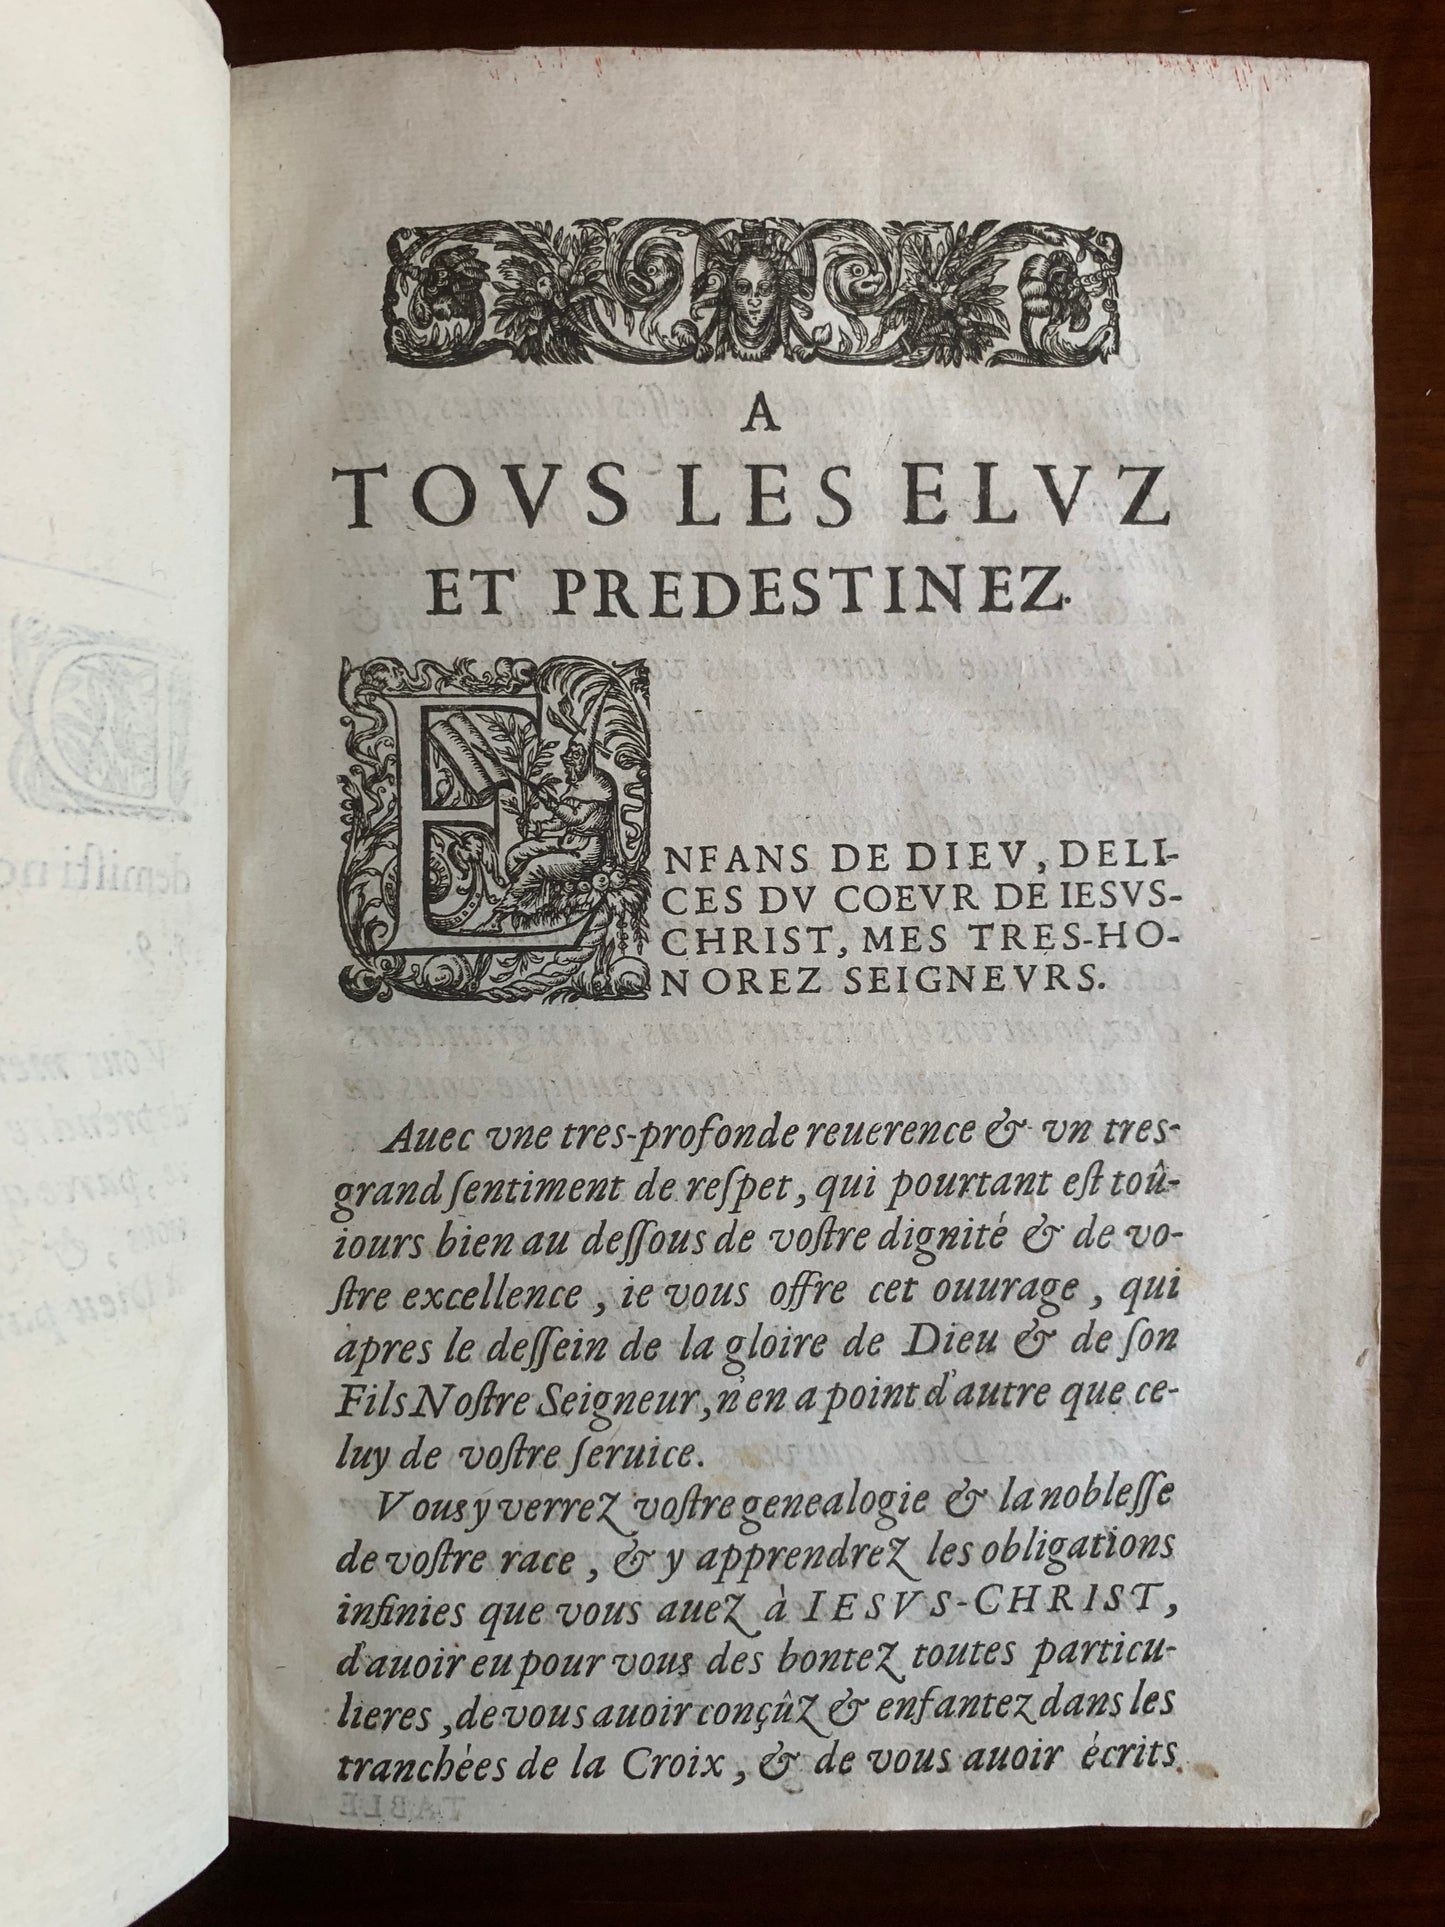 A
TOVS LES ELVZ
ET PREDESTINEZ.
ENFANS DE DIEV, DELI-
CES DV COEVR DE IESVS-
CHRIST, MES TRES-HO-
NOREZ SEIGNEVRS.
Auec vne tres-profonde reuerence & vn tres-
grand ſentiment de reſpet, qui pourtant eſt toû-
iours bien au deſſous de voſtre dignité & de vo-
ſtre excellence, ie vous offre cet ouurage, qui
apres le deſſein de la gloire de Dieu & de ſon
Fils Noſtre Seigneur, n'en a point d'autre que ce-
luy de voſtre ſeruice.
Vous y verrez voſtre genealogie & la nobleſſe
de voſtre race, & y apprendrez les obligations
infinies que vous auez à IESVS-CHRIST,
d'auoir eu pour vous des bontez toutes particu-
lieres, de vous auoir conçûz & enfantez dans les
tranchées de la Croix, & de vous auoir écrits